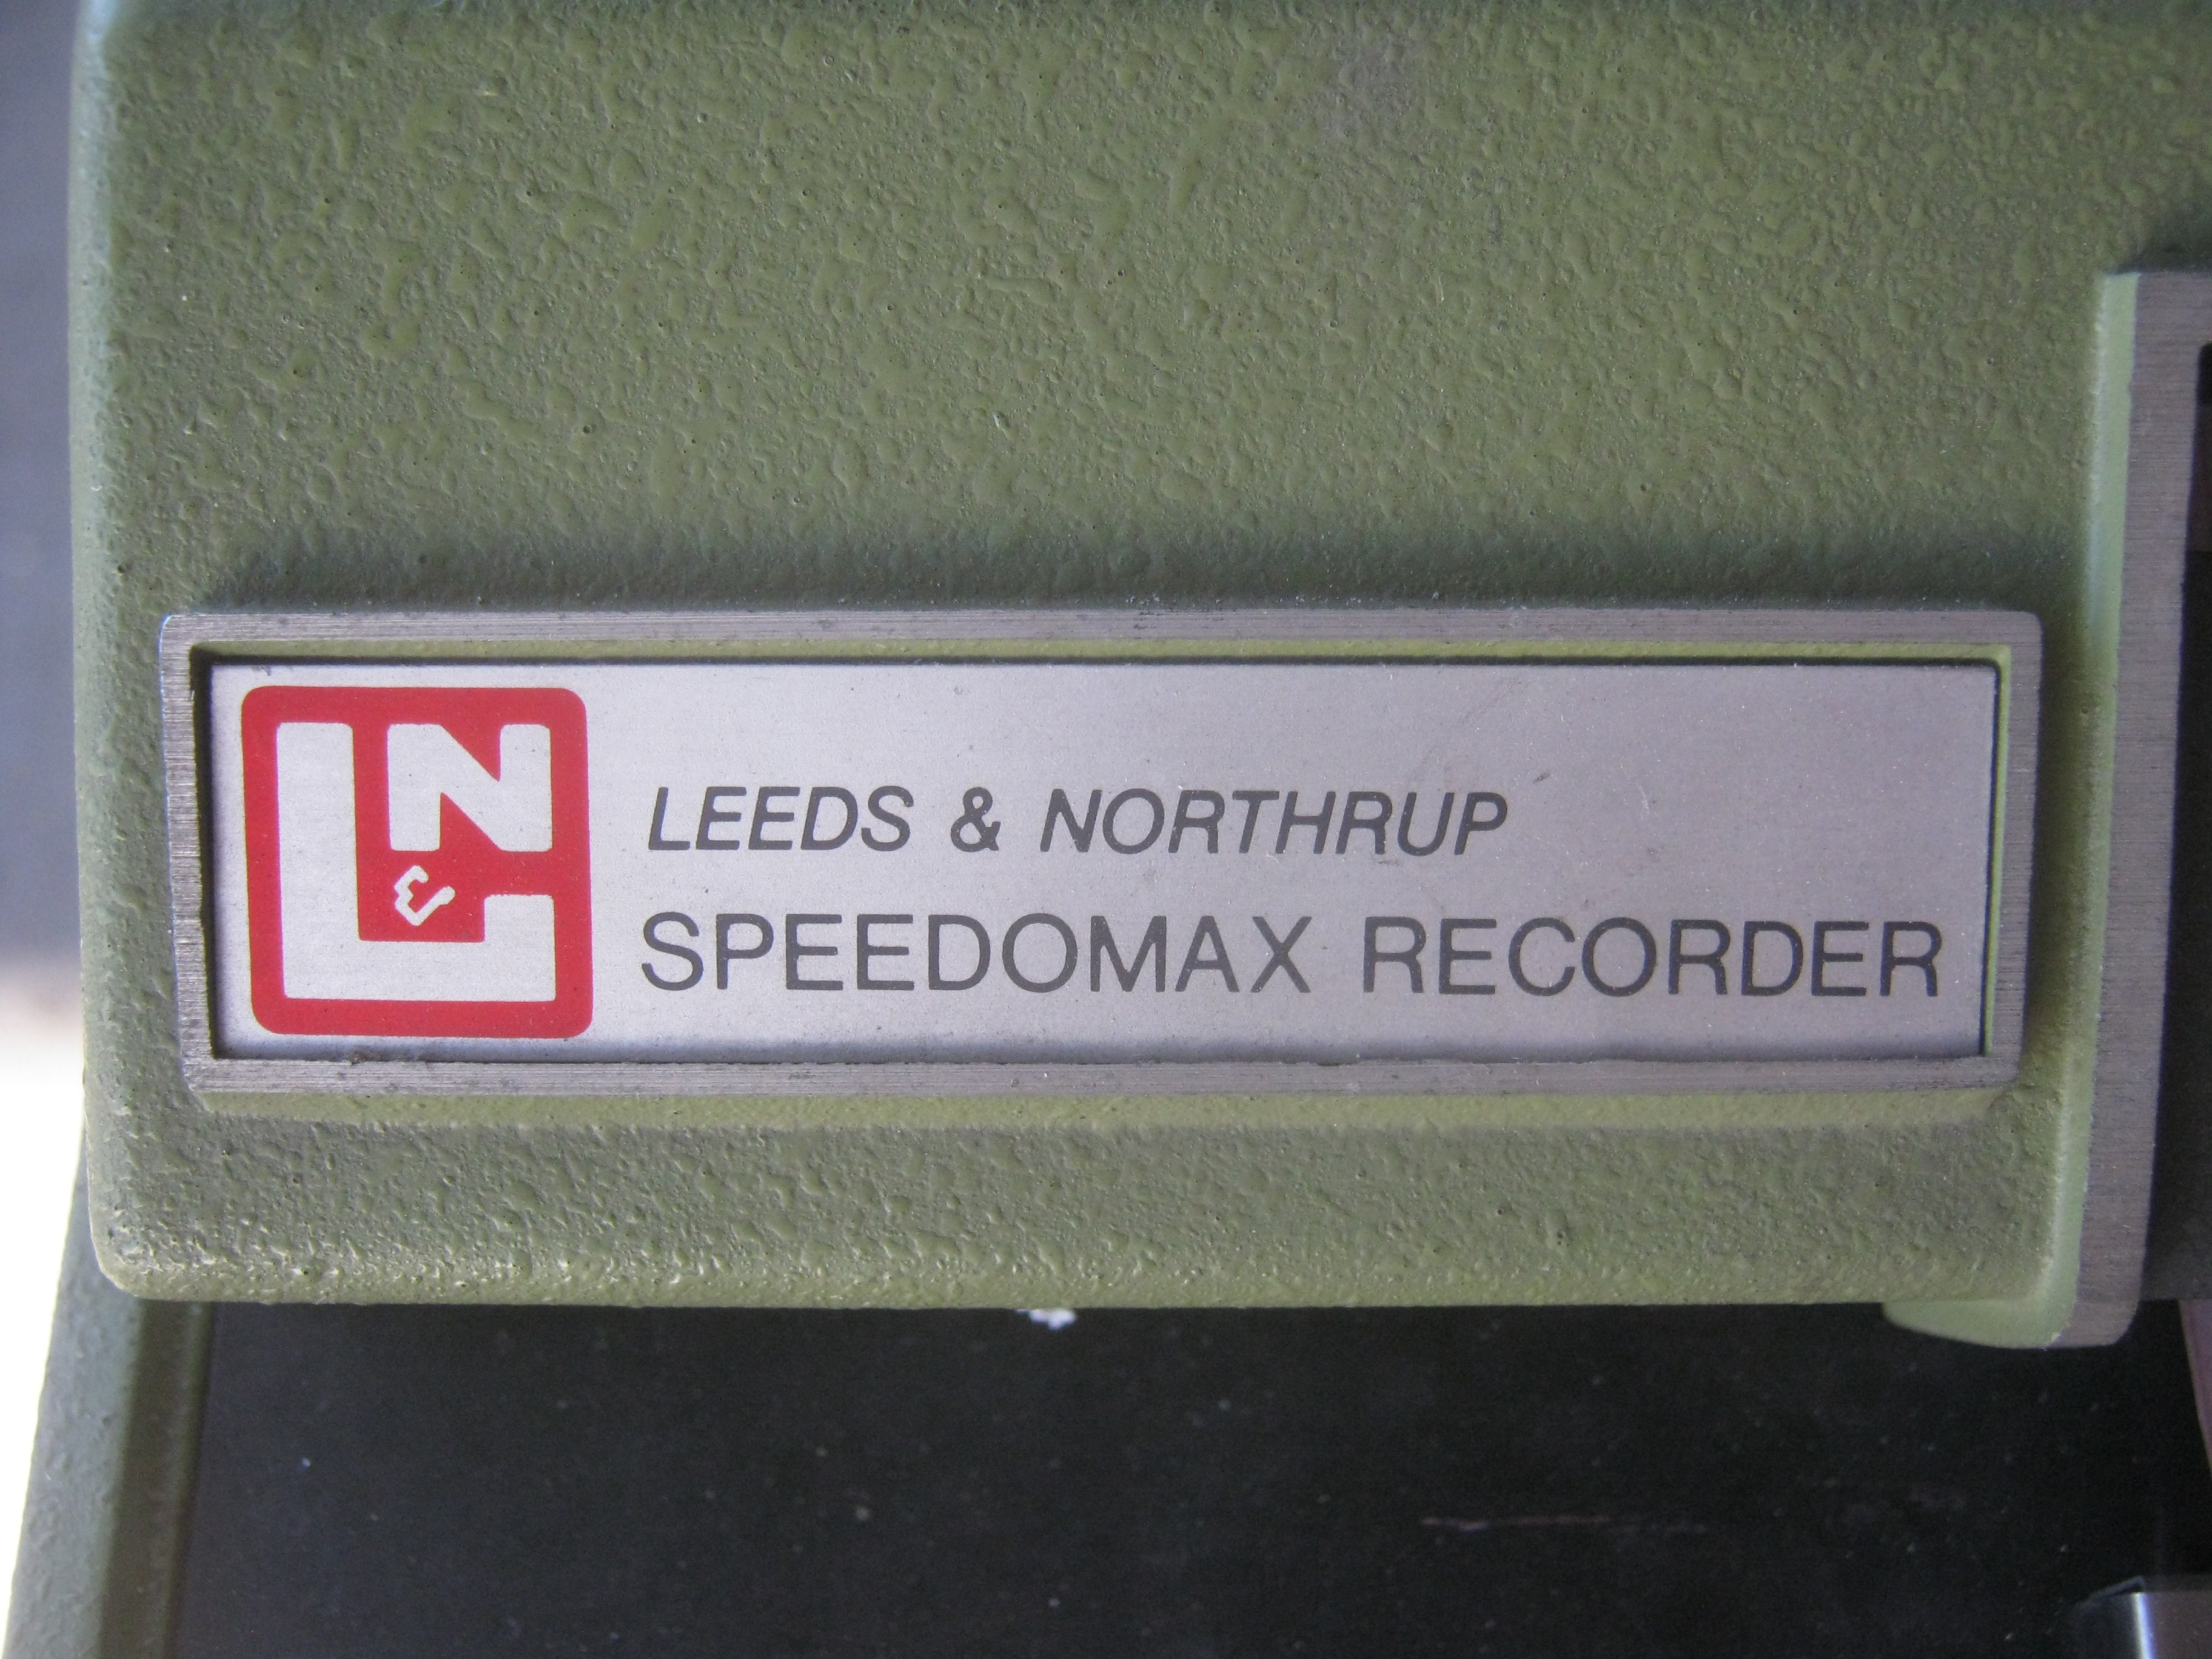 L&N
LEEDS & NORTHRUP
SPEEDOMAX RECORDER